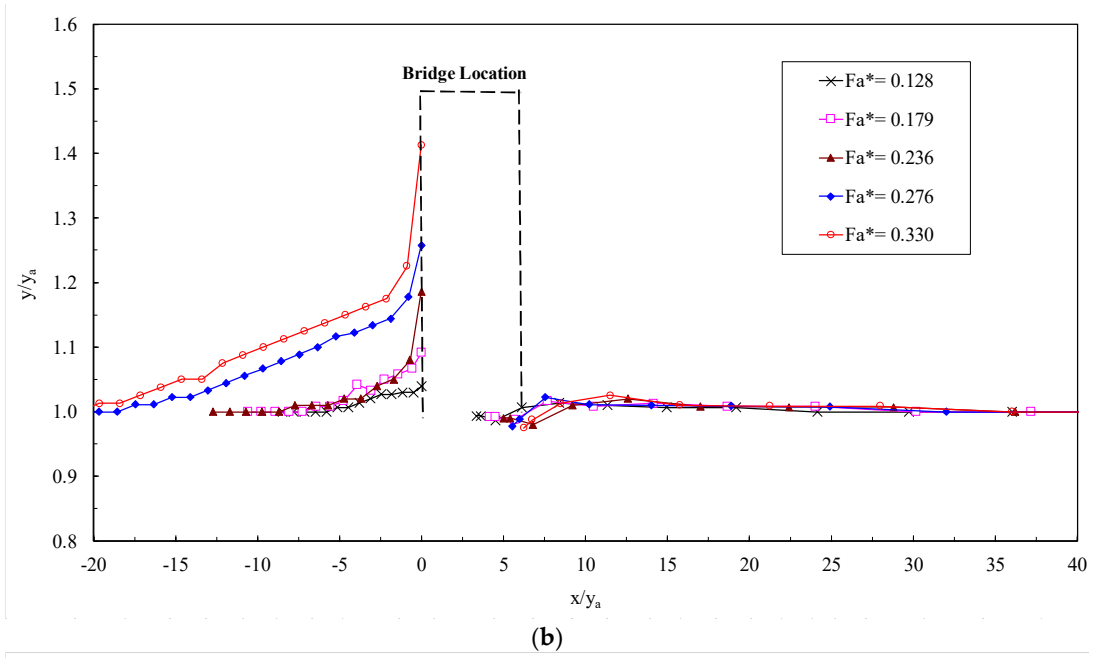 1.6
1.5
1.4
1.3
1.2
1.1
1.0
0.9
0.8
y/ya
Bridge Location
Fa*= 0.128
Fa*= 0.179
Fa*= 0.236
Fa*= 0.276
Fa*= 0.330
-20 -15 -10 -5 0 5 10 15 20 25 30 35 40
x/ya
(b)